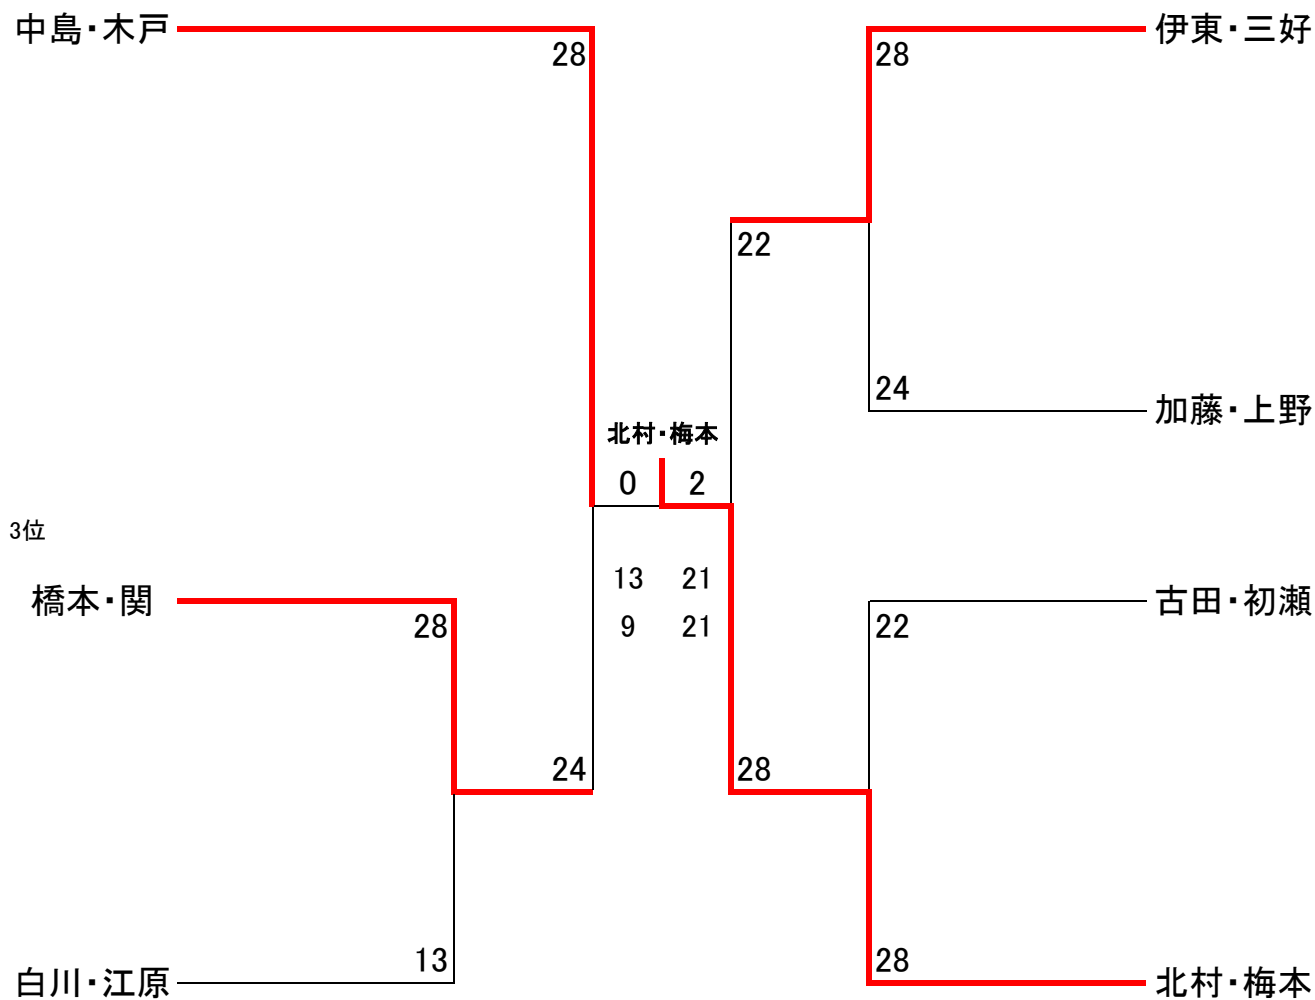 中島・木戸
28
28
伊東・三好
22
24
加藤・上野
北村・梅本
0 2
3位
13 21
橋本・関
28
9 21
22
古田・初瀬
24
28
13
28
白川・江原
北村・梅本